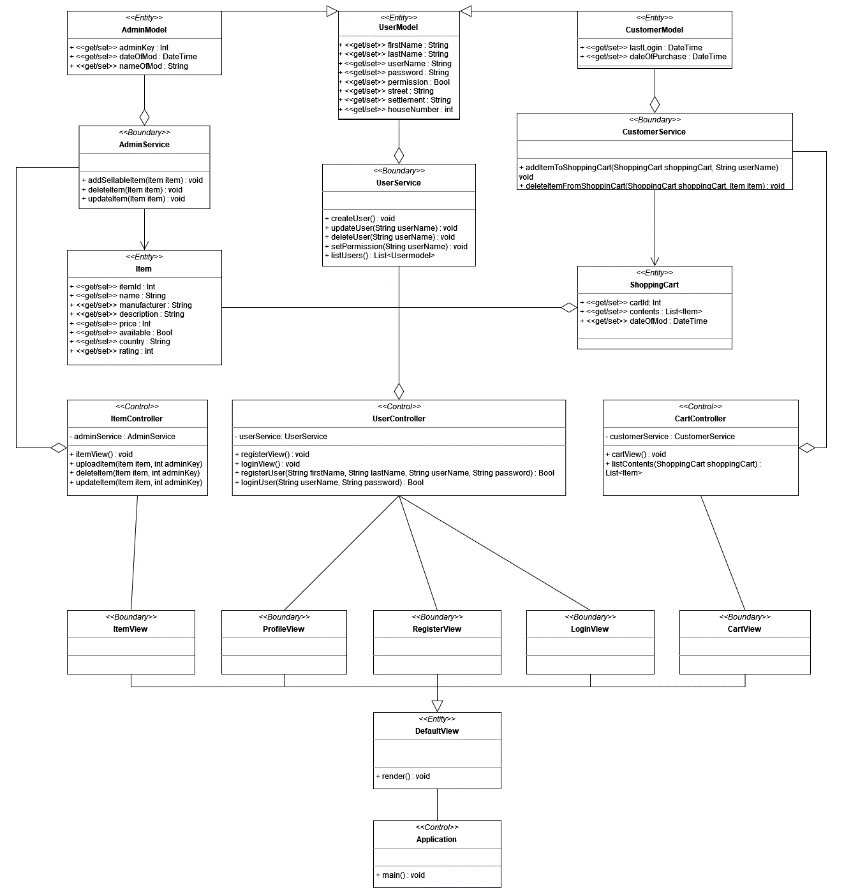 <<Entity>>
AdminModel
+ <<get/set>> adminKey : Int
+ <<get/set>> dateOfMod : DateTime
+ <<get/set>> nameOfMod : String
<<Entity>>
UserModel
+ <<get/set>> firstName : String
+ <<get/set>> lastName : String
+ <<get/set>> userName : String
+ <<get/set>> password : String
+ <<get/set>> permission : Bool
+ <<get/set>> street : String
+ <<get/set>> settlement : String
+ <<get/set>> houseNumber : int
<<Entity>>
CustomerModel
+ <<get/set>> lastLogin : DateTime
+ <<get/set>> dateOfPurchase : DateTime
<<Boundary>>
AdminService
+ addSellableItem(Item item) : void
+ deleteItem(Item item) : void
+ updateItem(Item item) : void
<<Boundary>>
UserService
+ createUser() : void
+ updateUser(String userName) : void
+ deleteUser(String userName) : void
+ setPermission(String userName) : void
+ listUsers() : List<Usermodel>
<<Boundary>>
CustomerService
+ addItemToShoppingCart(ShoppingCart shoppingCart, String userName) :
void
+ deleteItemFromShoppinCart(ShoppingCart shoppingCart, Item item) : void
<<Entity>>
Item
+ <<get/set>> itemId : Int
+ <<get/set>> name : String
+ <<get/set>> manufacturer : String
+ <<get/set>> description : String
+ <<get/set>> price : Int
+ <<get/set>> available : Bool
+ <<get/set>> country : String
+ <<get/set>> rating : Int
<<Entity>>
ShoppingCart
+ <<get/set>> cartId: Int
+ <<get/set>> contents : List<Item>
+ <<get/set>> dateOfMod : DateTime
<<Control>>
ItemController
- adminService : AdminService
+ itemView() : void
+ uploadItem(Item item, int adminKey)
+ deleteItem(Item item, int adminKey)
+ updateItem(Item item, int adminKey)
<<Control>>
UserController
- userService: UserService
+ registerView() : void
+ loginView() : void
+ registerUser(String firstName, String lastName, String userName, String password) : Bool
+ loginUser(String userName, String password) : Bool
<<Control>>
CartController
- customerService : CustomerService
+ cartView() : void
+ listContents(ShoppingCart shoppingCart) :
List<Item>
<<Boundary>>
ItemView
<<Boundary>>
ProfileView
<<Boundary>>
RegisterView
<<Boundary>>
LoginView
<<Boundary>>
CartView
<<Entity>>
DefaultView
+ render() : void
<<Control>>
Application
+ main() : void